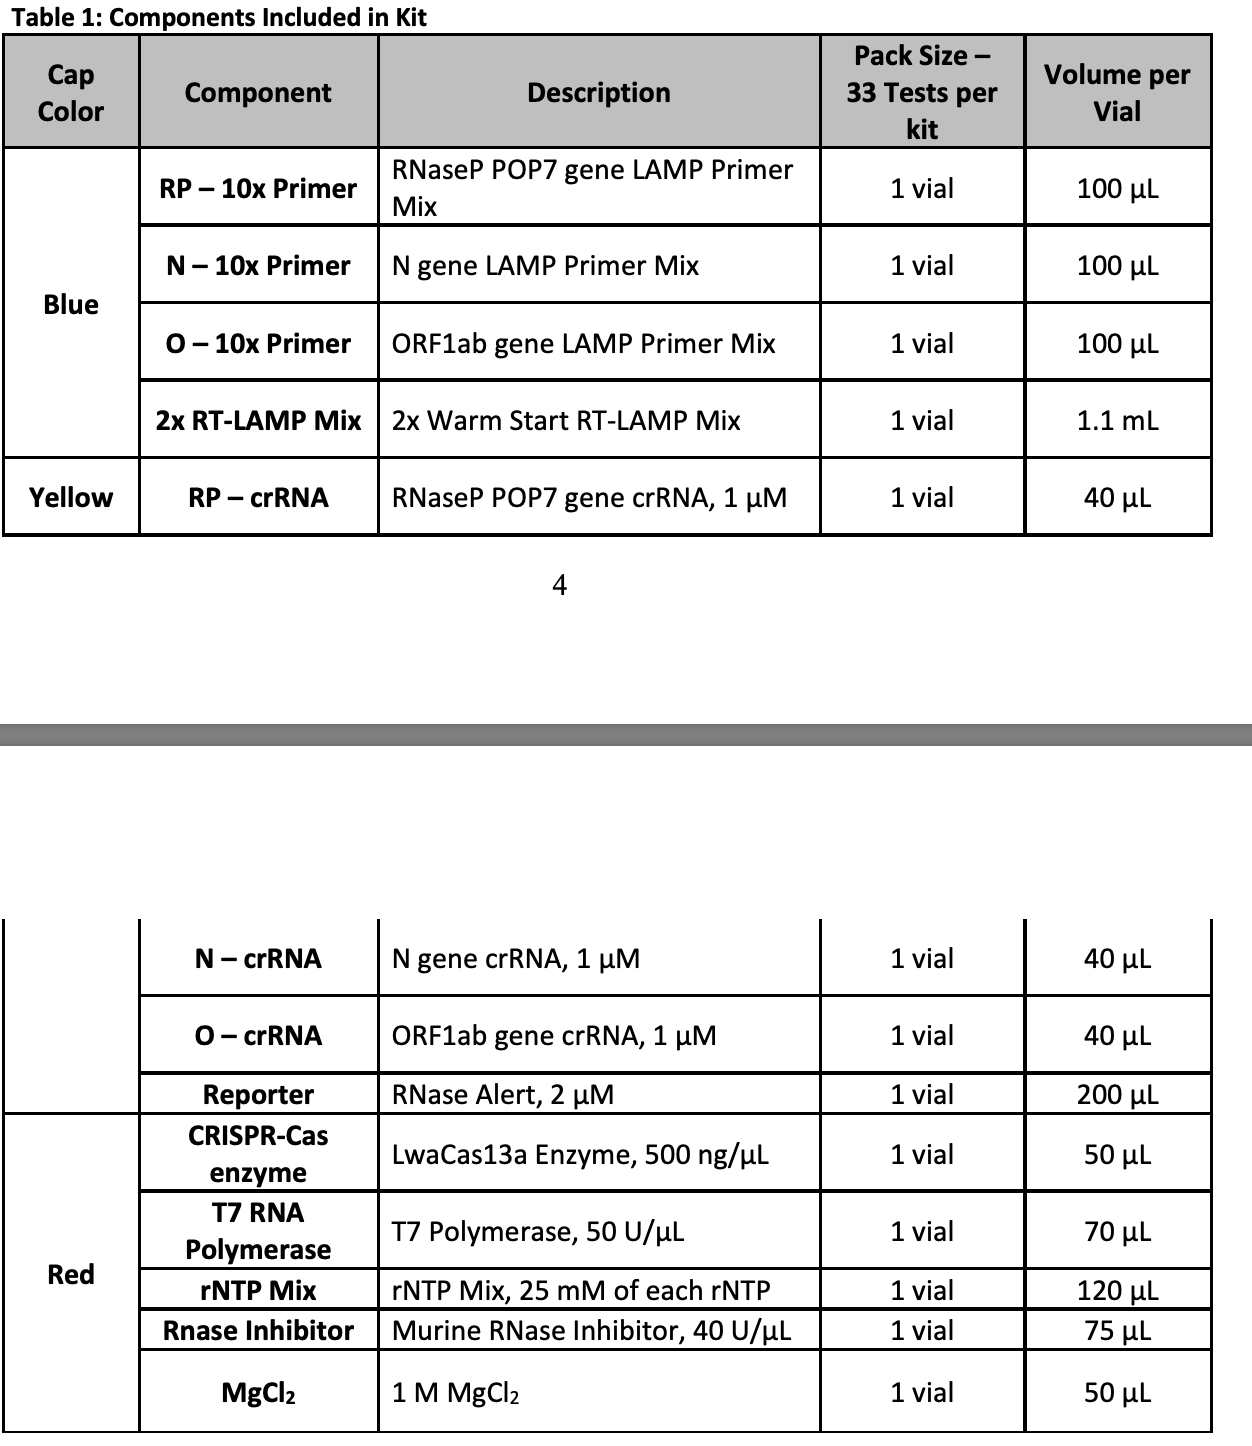 Table 1: Components Included in Kit
Cap
Color
Component
Description
Pack Size –
33 Tests per
kit
Volume per
Vial
Blue
RP – 10x Primer
RNaseP POP7 gene LAMP Primer
Mix
1 vial
100 µL
N – 10x Primer
N gene LAMP Primer Mix
1 vial
100 µL
O – 10x Primer
ORF1ab gene LAMP Primer Mix
1 vial
100 µL
2x RT-LAMP Mix
2x Warm Start RT-LAMP Mix
1 vial
1.1 mL
Yellow
RP – crRNA
RNaseP POP7 gene crRNA, 1 µM
1 vial
40 µL
4
N – crRNA
N gene crRNA, 1 µM
1 vial
40 µL
O – crRNA
ORF1ab gene crRNA, 1 µM
1 vial
40 µL
Reporter
RNase Alert, 2 µM
1 vial
200 µL
Red
CRISPR-Cas
enzyme
LwaCas13a Enzyme, 500 ng/µL
1 vial
50 µL
T7 RNA
Polymerase
T7 Polymerase, 50 U/µL
1 vial
70 µL
rNTP Mix
rNTP Mix, 25 mM of each rNTP
1 vial
120 µL
Rnase Inhibitor
Murine RNase Inhibitor, 40 U/µL
1 vial
75 µL
MgCl₂
1 M MgCl₂
1 vial
50 µL